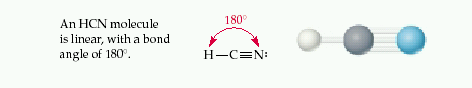 An HCN molecule
is linear, with a bond
angle of 180°.
180°
H—C≡N: